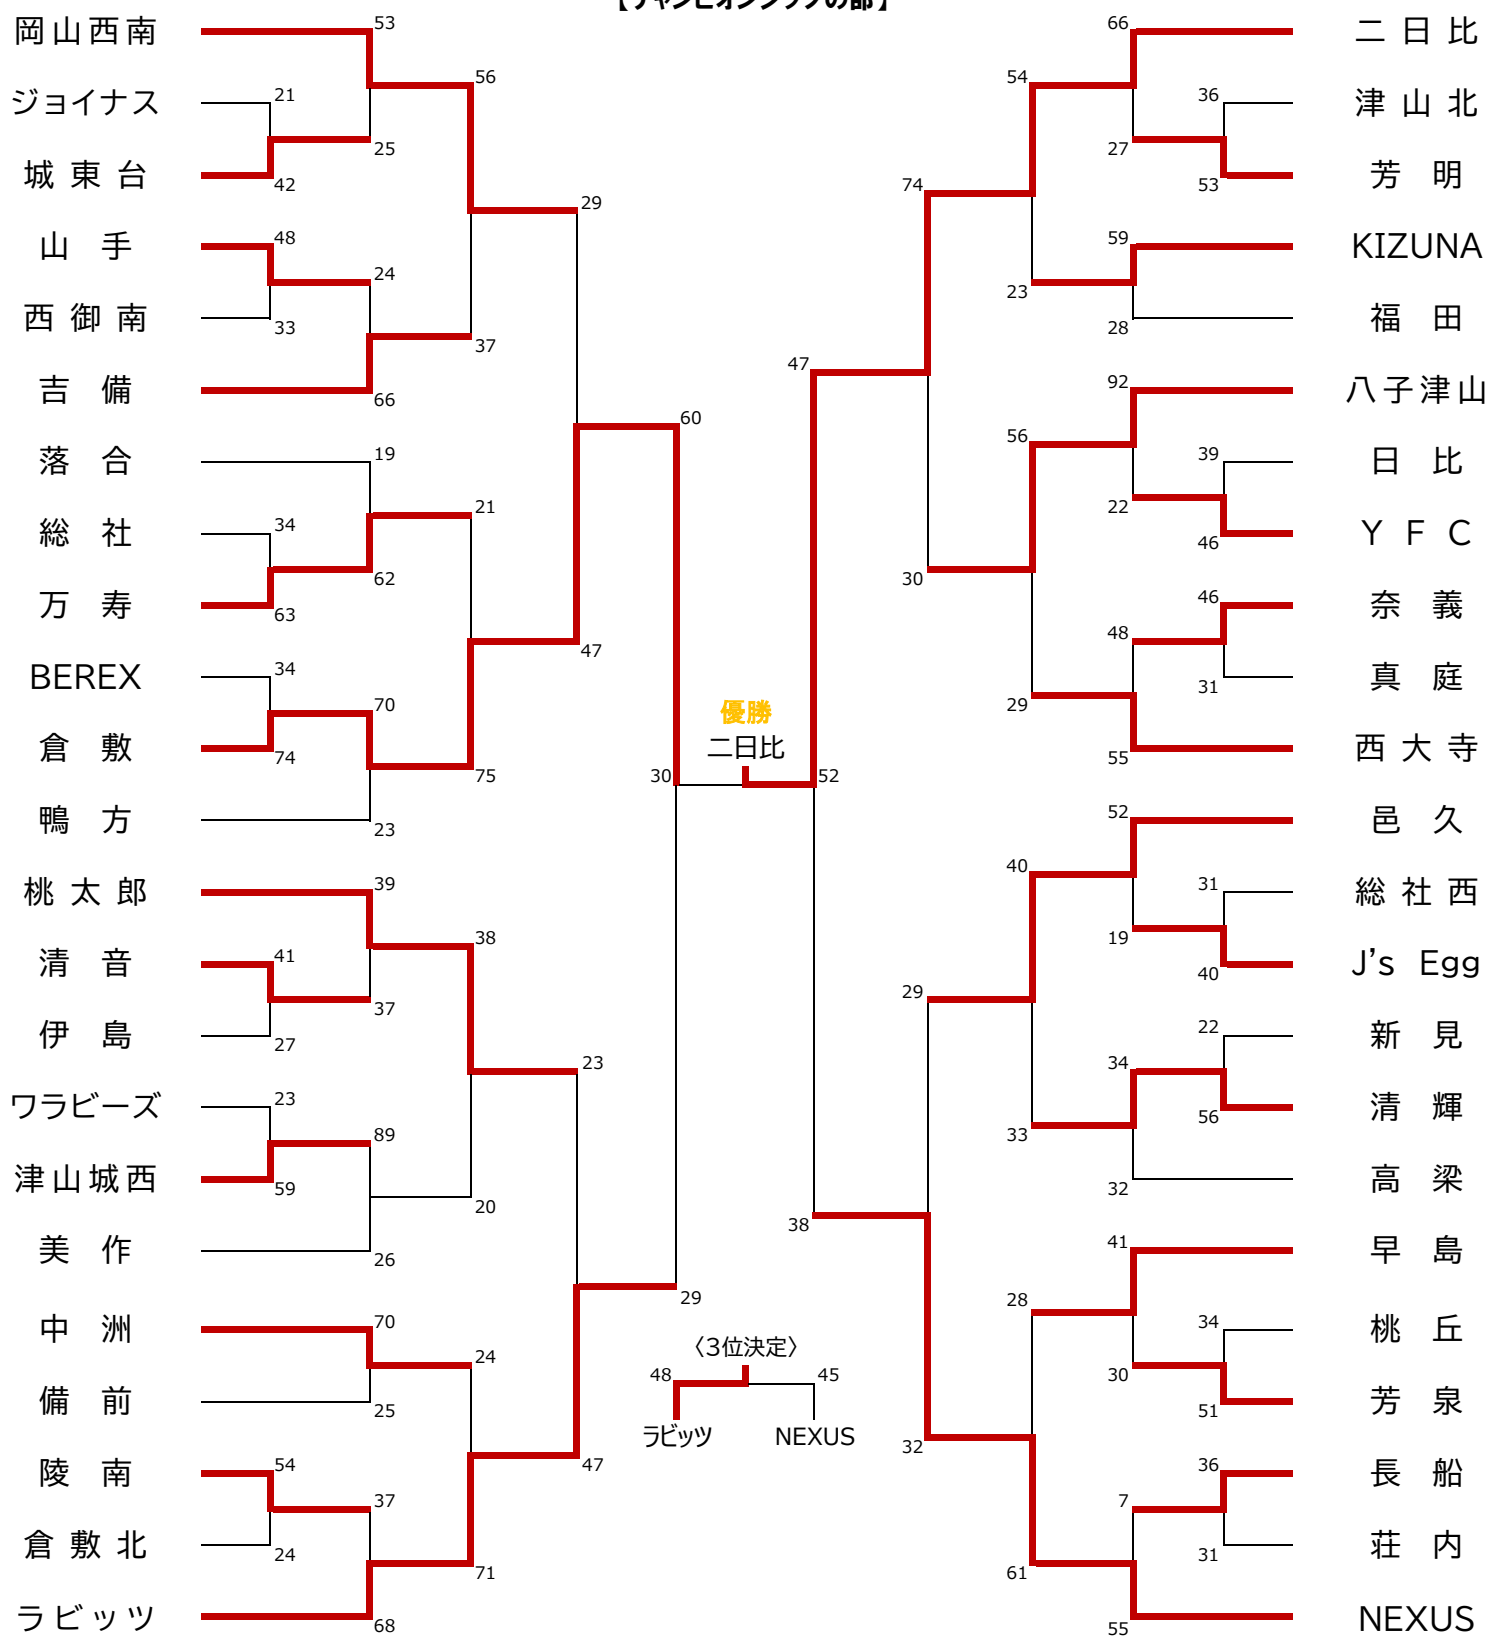 【チャンピオンシップの部】
岡山西南
ジョイナス
城東台
山手
西御南
吉備
落合
総社
万寿
BEREX
倉敷
鴨方
桃太郎
清音
伊島
ワラビーズ
津山城西
美作
中洲
備前
陵南
倉敷北
ラビッツ
53
21
25
42
48
24
33
66
19
34
62
63
34
70
74
23
39
41
37
27
23
89
59
26
70
25
54
37
24
68
56
37
21
75
38
20
24
71
29
47
23
47
60
29
30
優勝
二日比
52
〈3位決定〉
48
45
ラビッツ
NEXUS
47
38
74
30
29
32
54
23
56
29
40
33
28
61
66
36
27
53
59
28
92
39
22
46
46
48
31
55
52
31
19
40
22
34
56
32
41
34
30
51
36
7
31
55
二日比
津山北
芳明
KIZUNA
福田
八子津山
日比
YFC
奈義
真庭
西大寺
邑久
総社西
J's Egg
新見
清輝
高梁
早島
桃丘
芳泉
長船
荘内
NEXUS